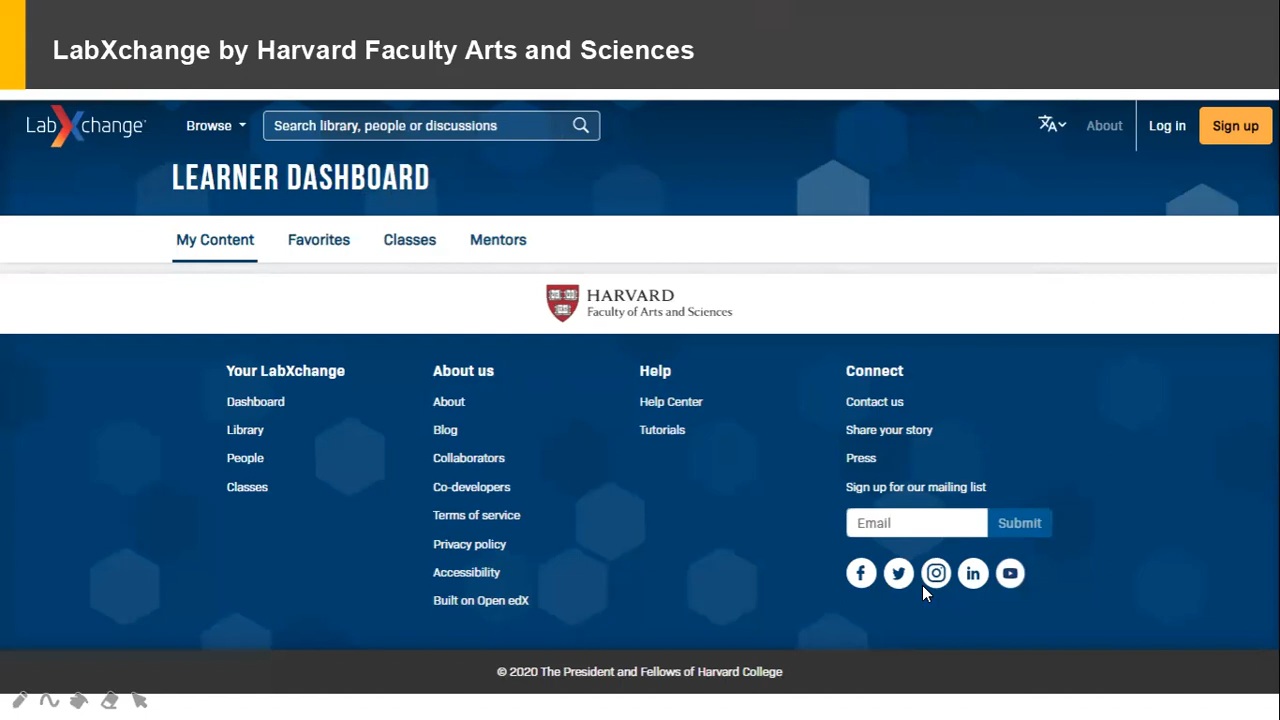 LabXchange by Harvard Faculty Arts and Sciences
LabXchange
Browse
Search library, people or discussions
About
Log in
Sign up
LEARNER DASHBOARD
My Content
Favorites
Classes
Mentors
HARVARD
Faculty of Arts and Sciences
Your LabXchange
Dashboard
Library
People
Classes
About us
About
Blog
Collaborators
Co-developers
Terms of service
Privacy policy
Accessibility
Built on Open edX
Help
Help Center
Tutorials
Connect
Contact us
Share your story
Press
Sign up for our mailing list
Email
Submit
© 2020 The President and Fellows of Harvard College